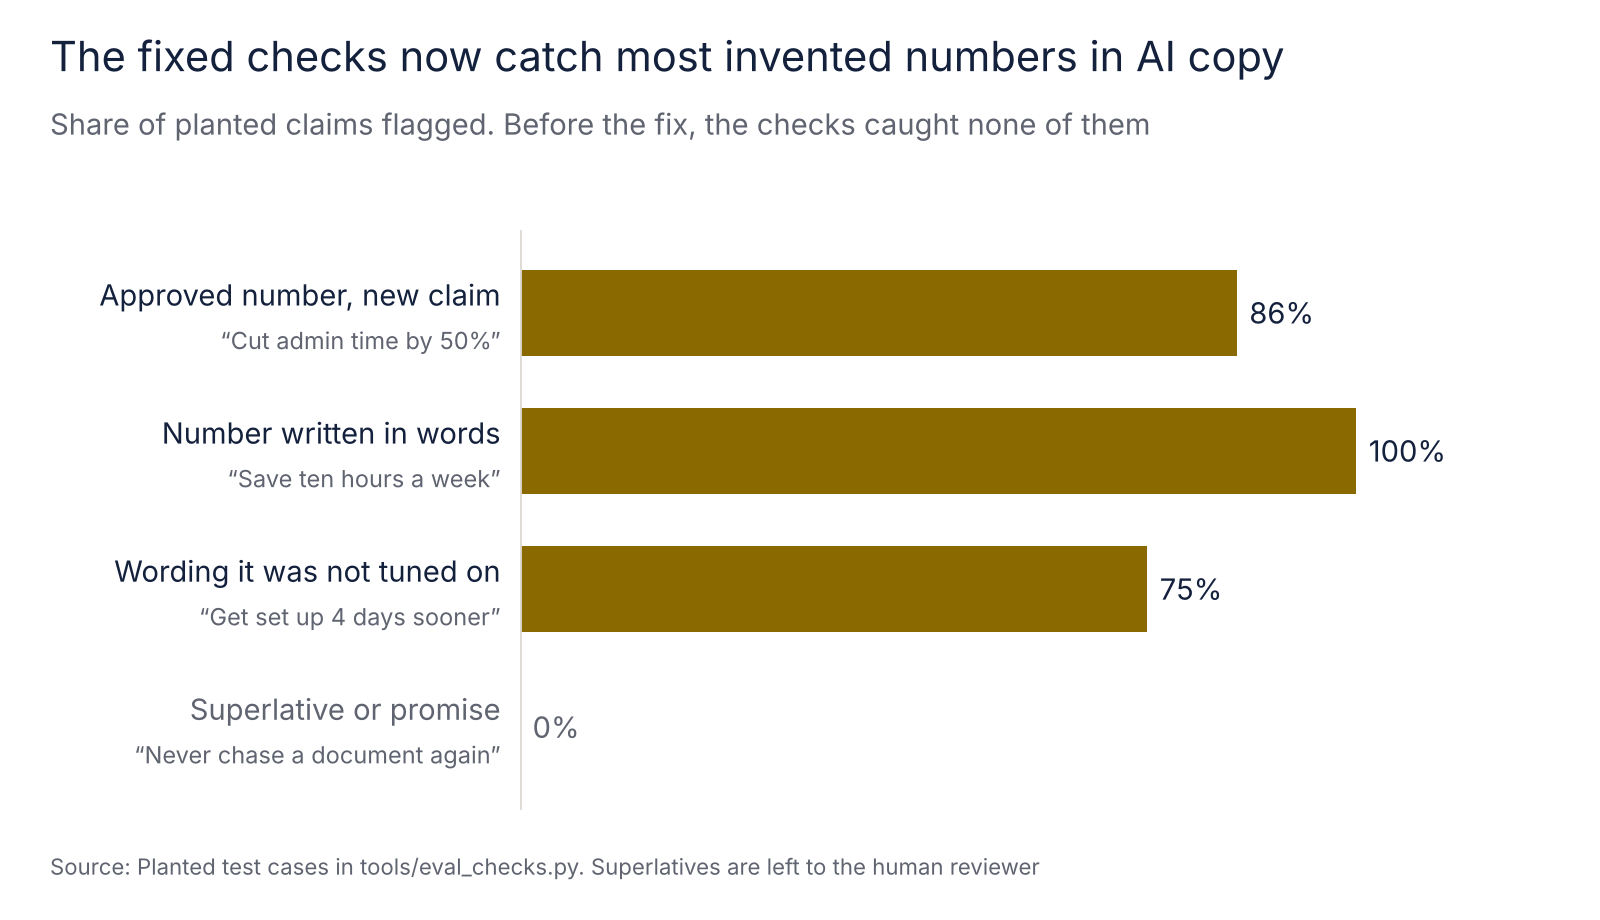 The fixed checks now catch most invented numbers in AI copy
Share of planted claims flagged. Before the fix, the checks caught none of them
Approved number, new claim
“Cut admin time by 50%”
86%
Number written in words
“Save ten hours a week”
100%
Wording it was not tuned on
“Get set up 4 days sooner”
75%
Superlative or promise
“Never chase a document again”
0%
Source: Planted test cases in tools/eval_checks.py. Superlatives are left to the human reviewer